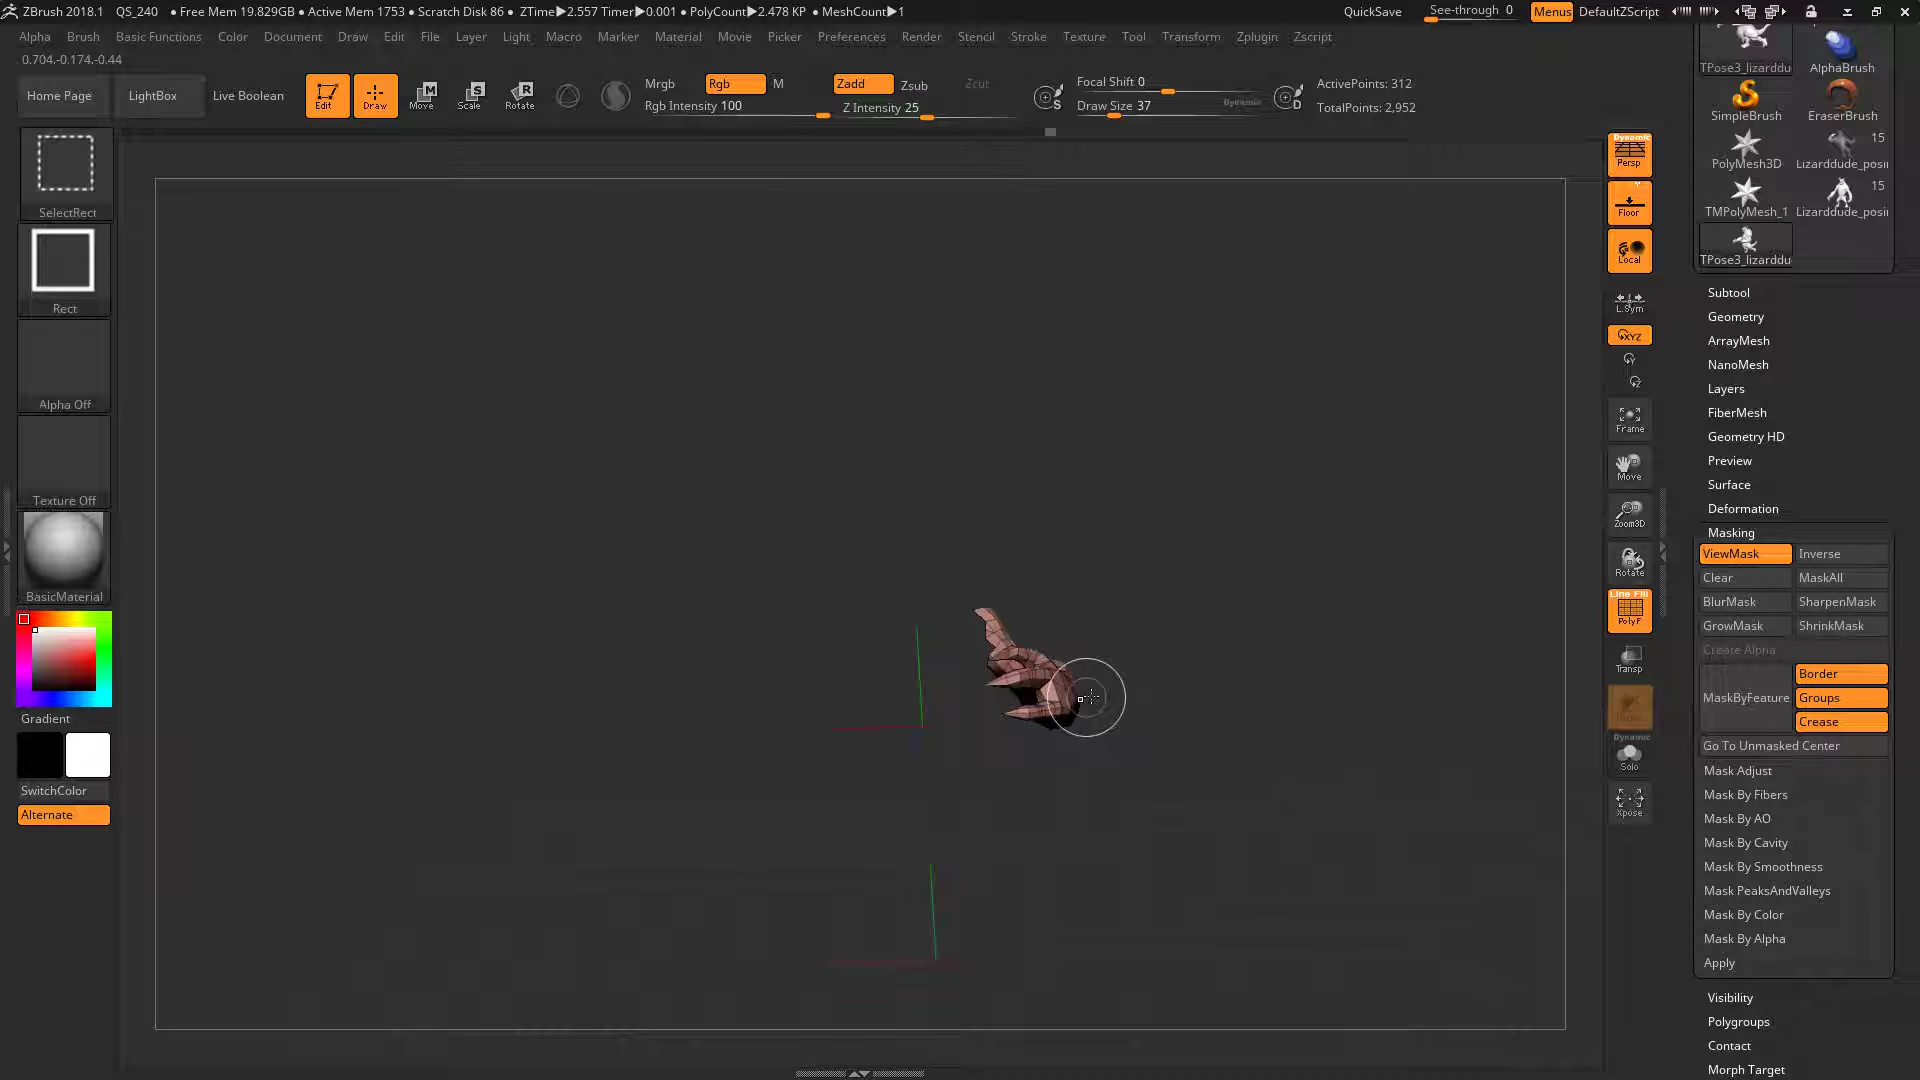 ZBrush 2018.1 QS_240 • Free Mem 19.829GB • Active Mem 1753 • Scratch Disk 86 • ZTime▶2.557 Timer▶0.001 • PolyCount▶2.478 KP • MeshCount▶1 QuickSave See-through 0 Menus DefaultZScript
Alpha Brush Basic Functions Color Document Draw Edit File Layer Light Macro Marker Material Movie Picker Preferences Render Stencil Stroke Texture Tool Transform Zplugin Zscript
0.704,-0.174,-0.44
Home Page LightBox Live Boolean Edit Draw Move Scale Rotate
Mrgb Rgb M Zadd Zsub Zcut Focal Shift 0 ActivePoints: 312
Rgb Intensity 100 Z Intensity 25 Draw Size 37 Dynamic TotalPoints: 2,952
SelectRect
Rect
Alpha Off
Texture Off
BasicMaterial
Gradient
SwitchColor
Alternate
Dynamic
Persp
Floor
Local
L.Sym
XYZ
Frame
Move
Zoom3D
Rotate
Line Fill
PolyF
Transp
Dynamic
Solo
Xpose
TPose3_lizarddu AlphaBrush
SimpleBrush EraserBrush
15
PolyMesh3D Lizarddude_posi
15
TMPolyMesh_1 Lizarddude_posi
TPose3_lizarddu
Subtool
Geometry
ArrayMesh
NanoMesh
Layers
FiberMesh
Geometry HD
Preview
Surface
Deformation
Masking
ViewMask Inverse
Clear MaskAll
BlurMask SharpenMask
GrowMask ShrinkMask
Create Alpha
MaskByFeature Border
Groups
Crease
Go To Unmasked Center
Mask Adjust
Mask By Fibers
Mask By AO
Mask By Cavity
Mask By Smoothness
Mask PeaksAndValleys
Mask By Color
Mask By Alpha
Apply
Visibility
Polygroups
Contact
Morph Target